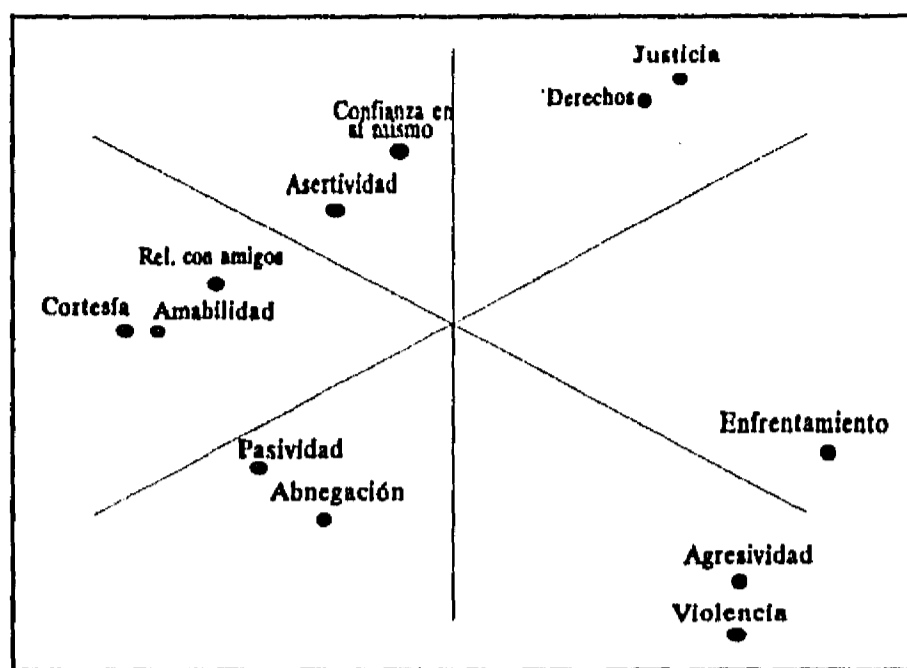 Justicia
Derechos
Confianza en
sí mismo
Asertividad
Rel. con amigos
Cortesía
Amabilidad
Enfrentamiento
Pasividad
Abnegación
Agresividad
Violencia